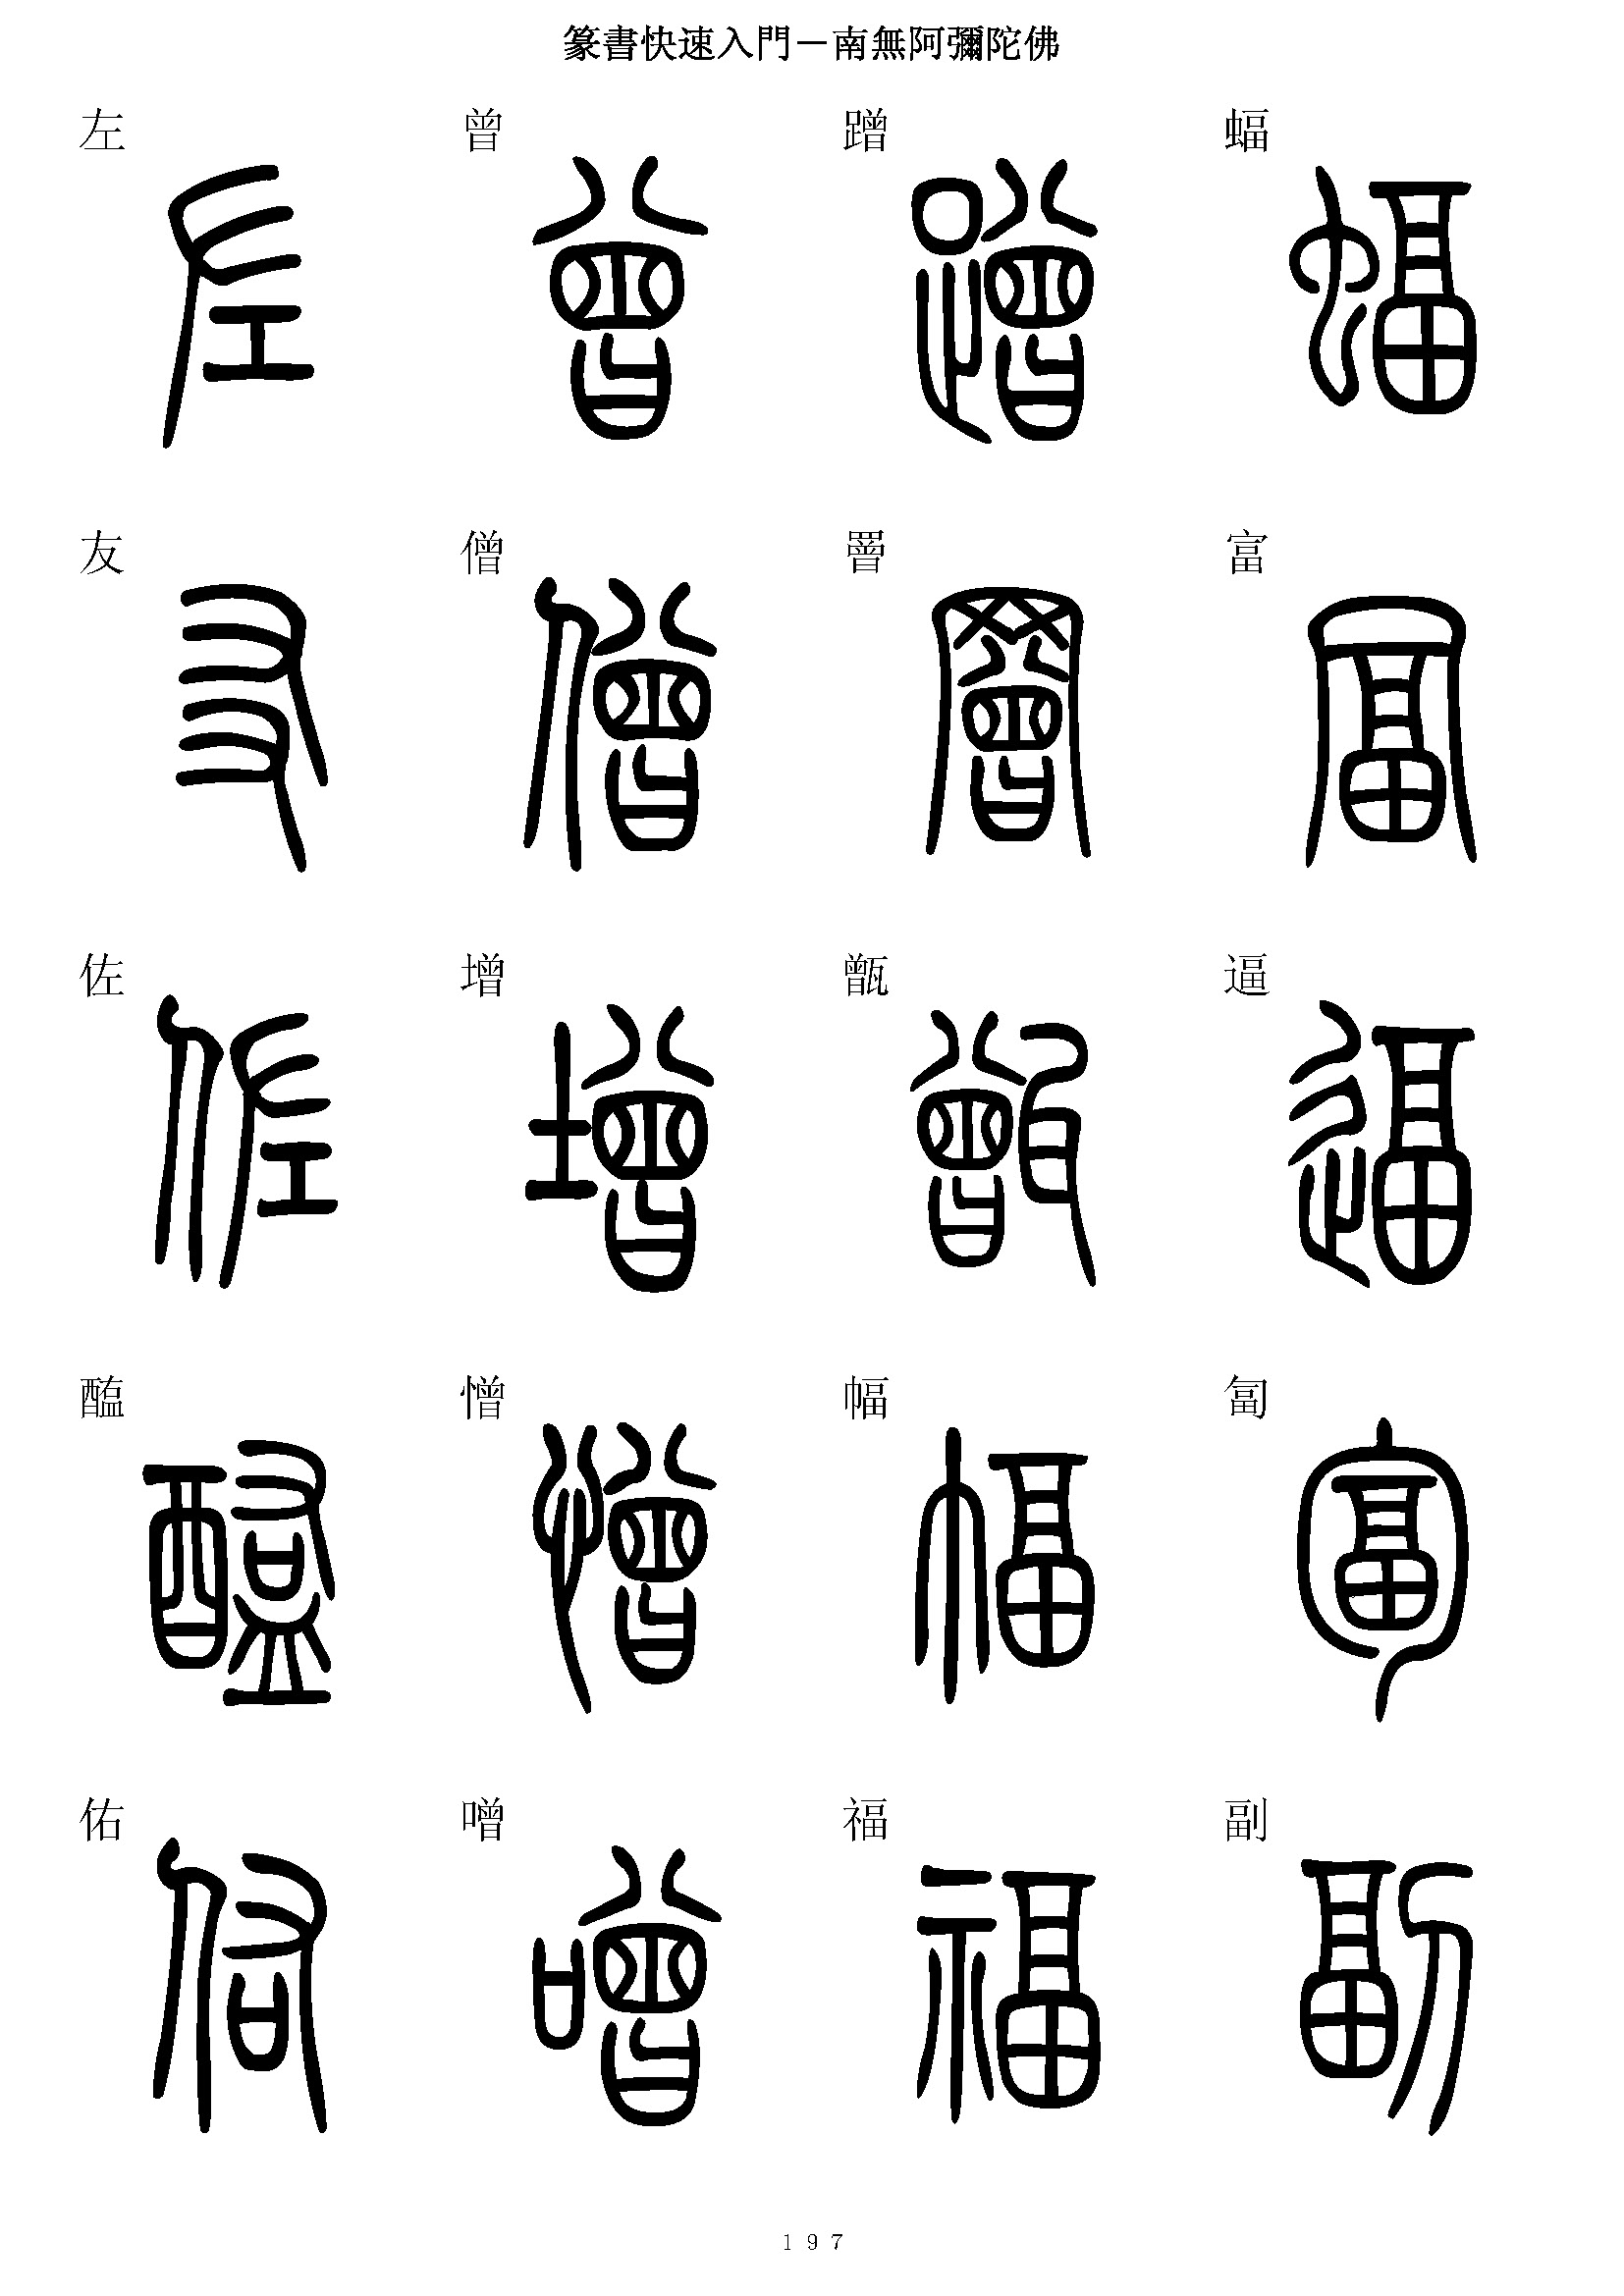 篆書快速入門－南無阿彌陀佛
左 曾 蹭 蝠
友 僧 罾 富
佐 增 甑 逼
醢 憎 幅 匐
佑 噌 福 副
197